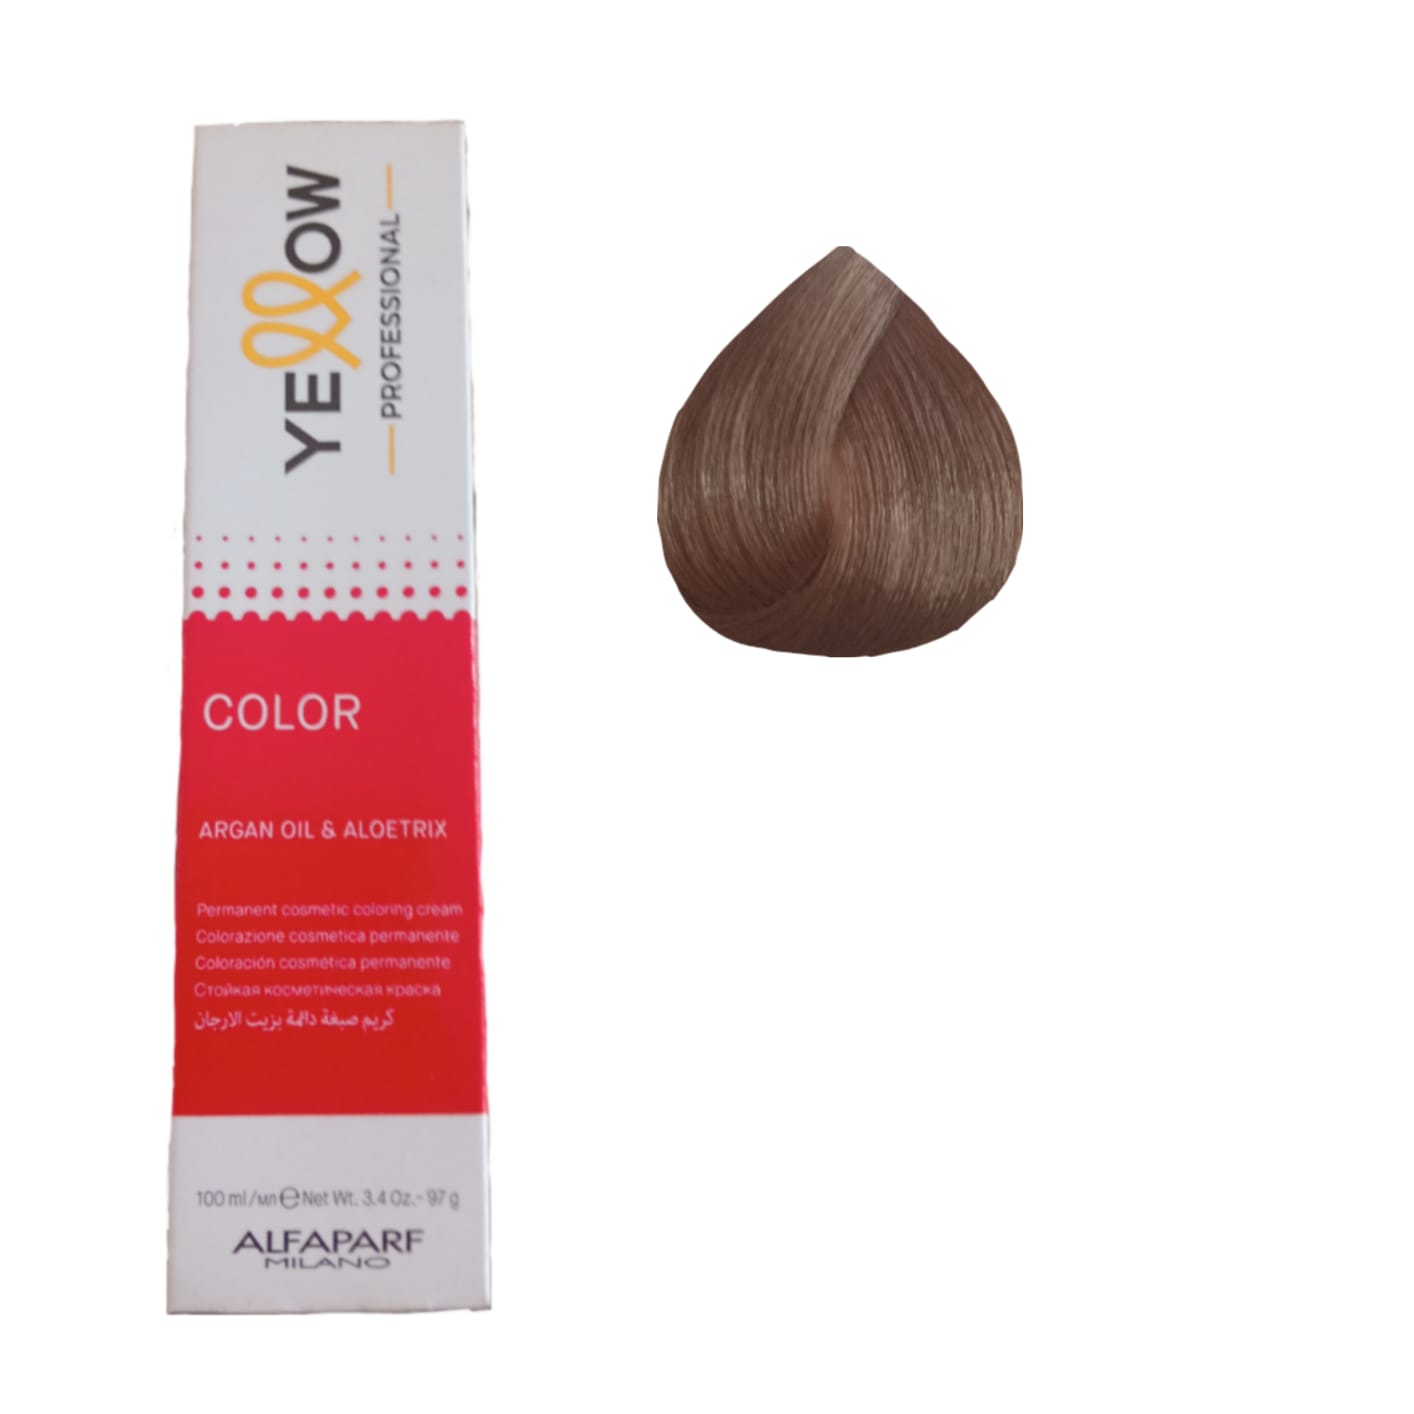 YELLOW
PROFESSIONAL
COLOR
ARGAN OIL & ALOETRIX
Permanent cosmetic coloring cream
Colorazione cosmetica permanente
Coloración cosmética permanente
Стойкая косметическая краска
كريم صبغة دائمة بزيت الارجان
100 ml/мл ℮ Net Wt. 3.4 Oz.- 97 g
ALFAPARF
MILANO